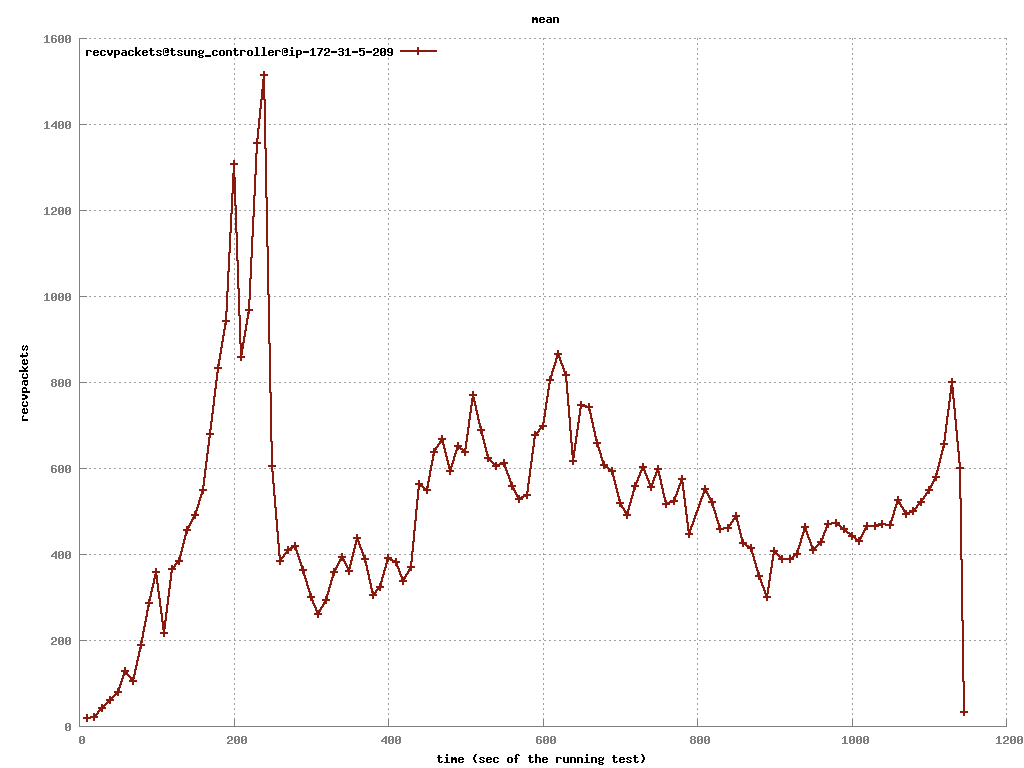 mean
1600
recvpackets@tsung_controller@ip-172-31-5-209
1400
1200
1000
800
600
400
200
0
recvpackets
0 200 400 600 800 1000 1200
time (sec of the running test)